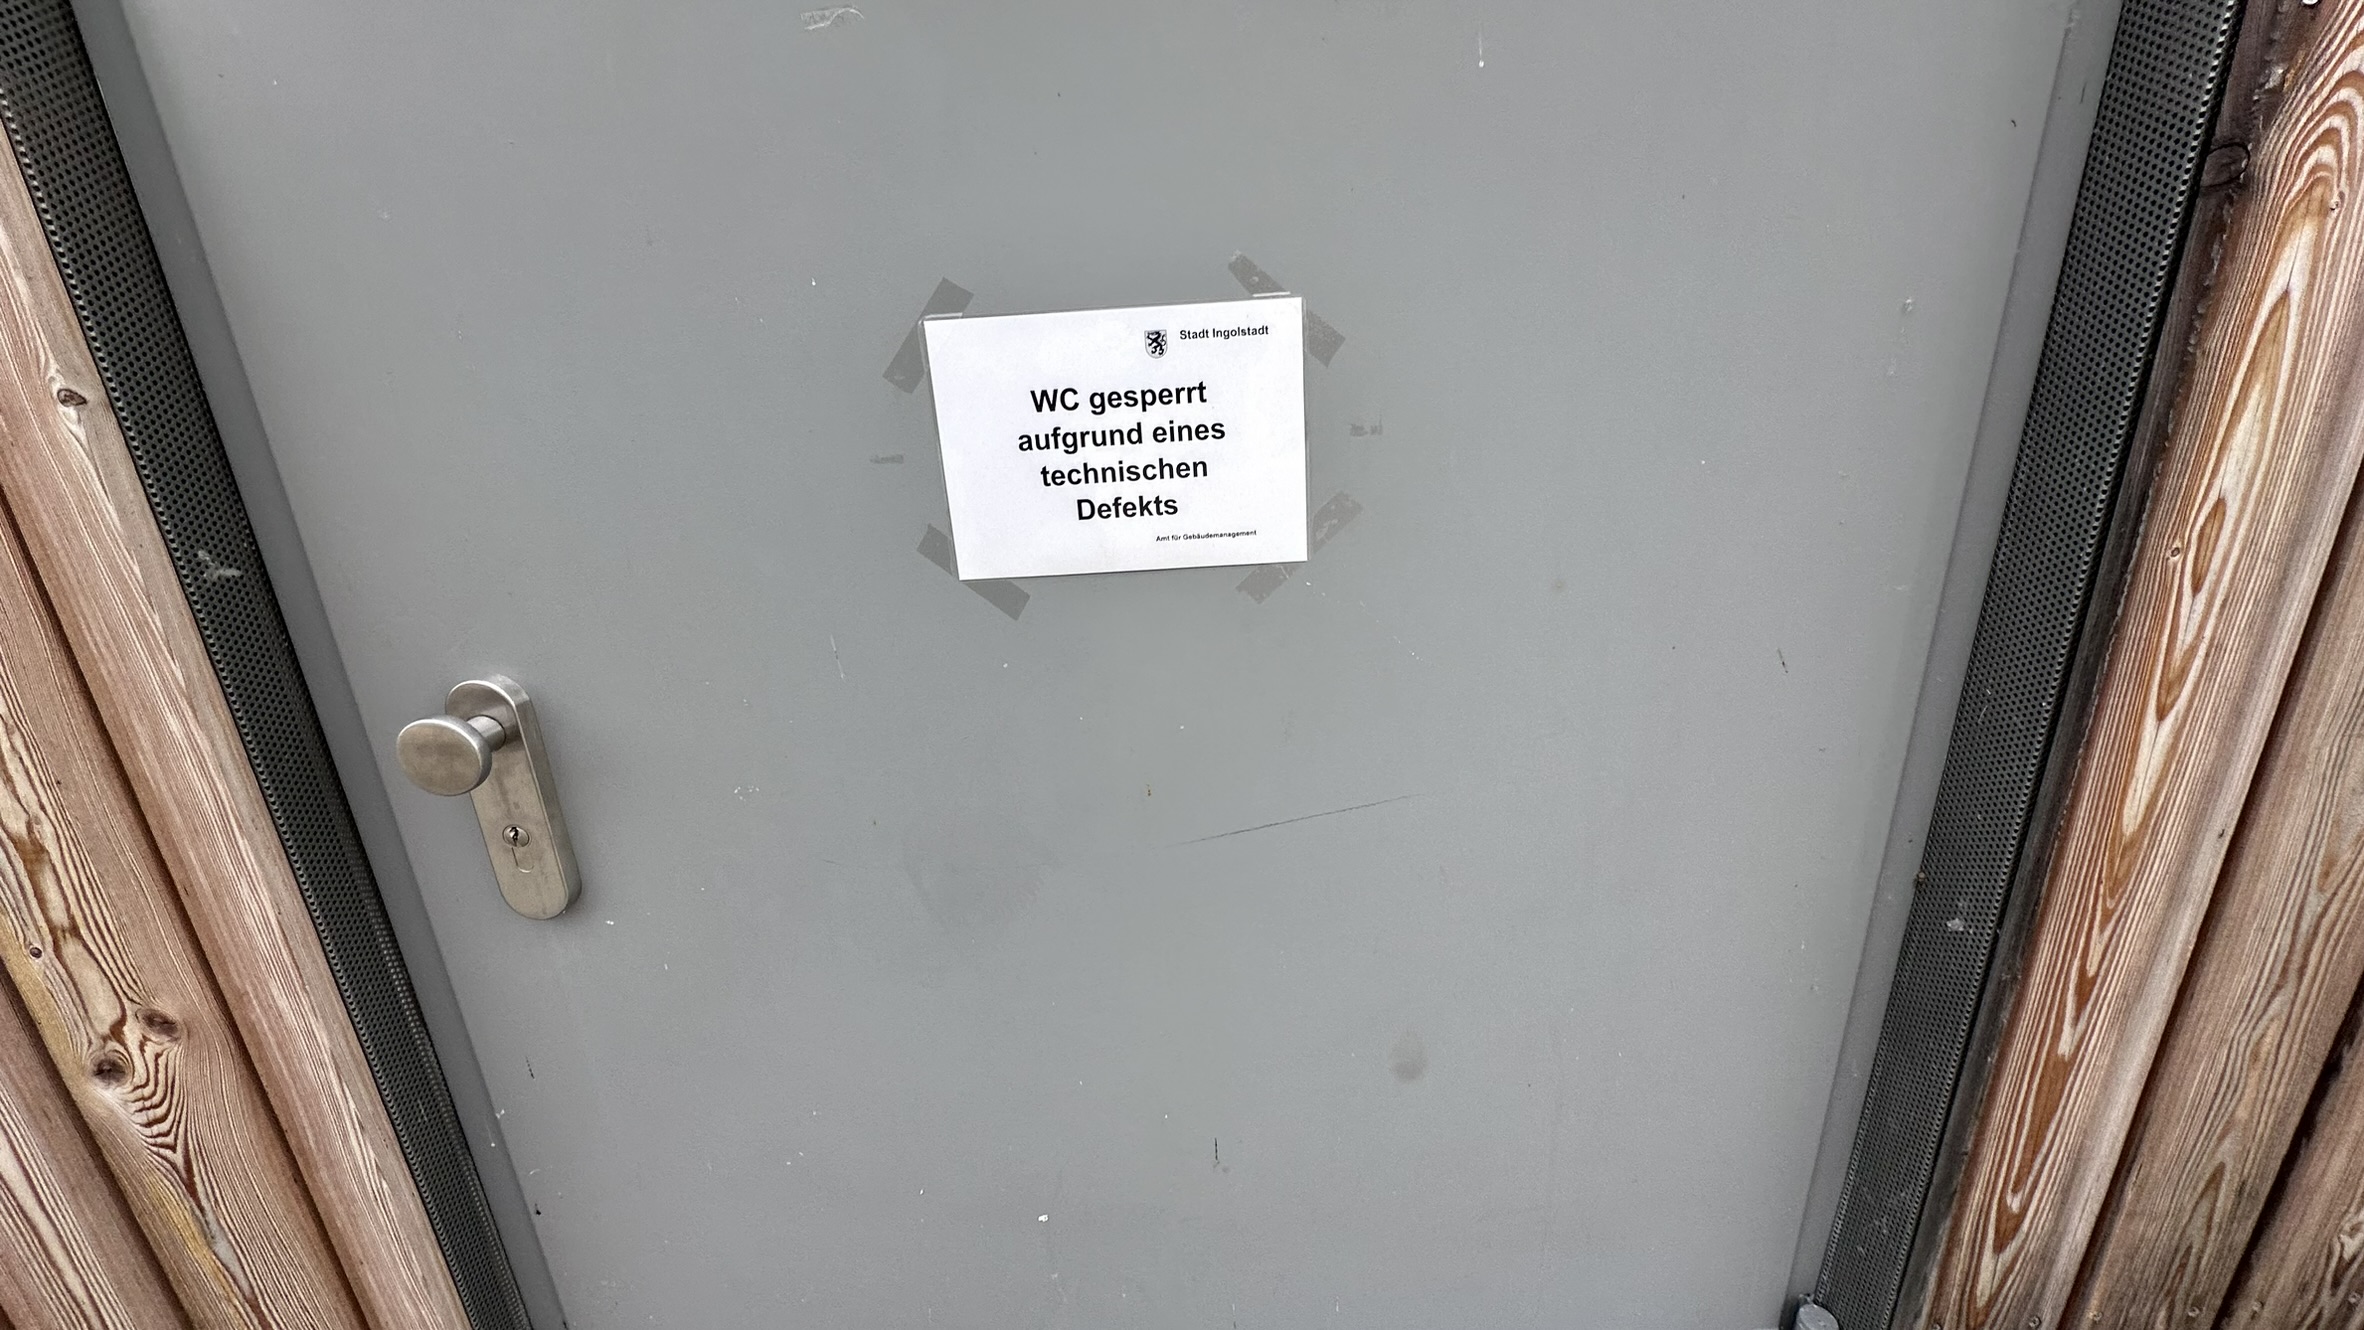 Stadt Ingolstadt
WC gesperrt
aufgrund eines
technischen
Defekts
Amt für Gebäudemanagement